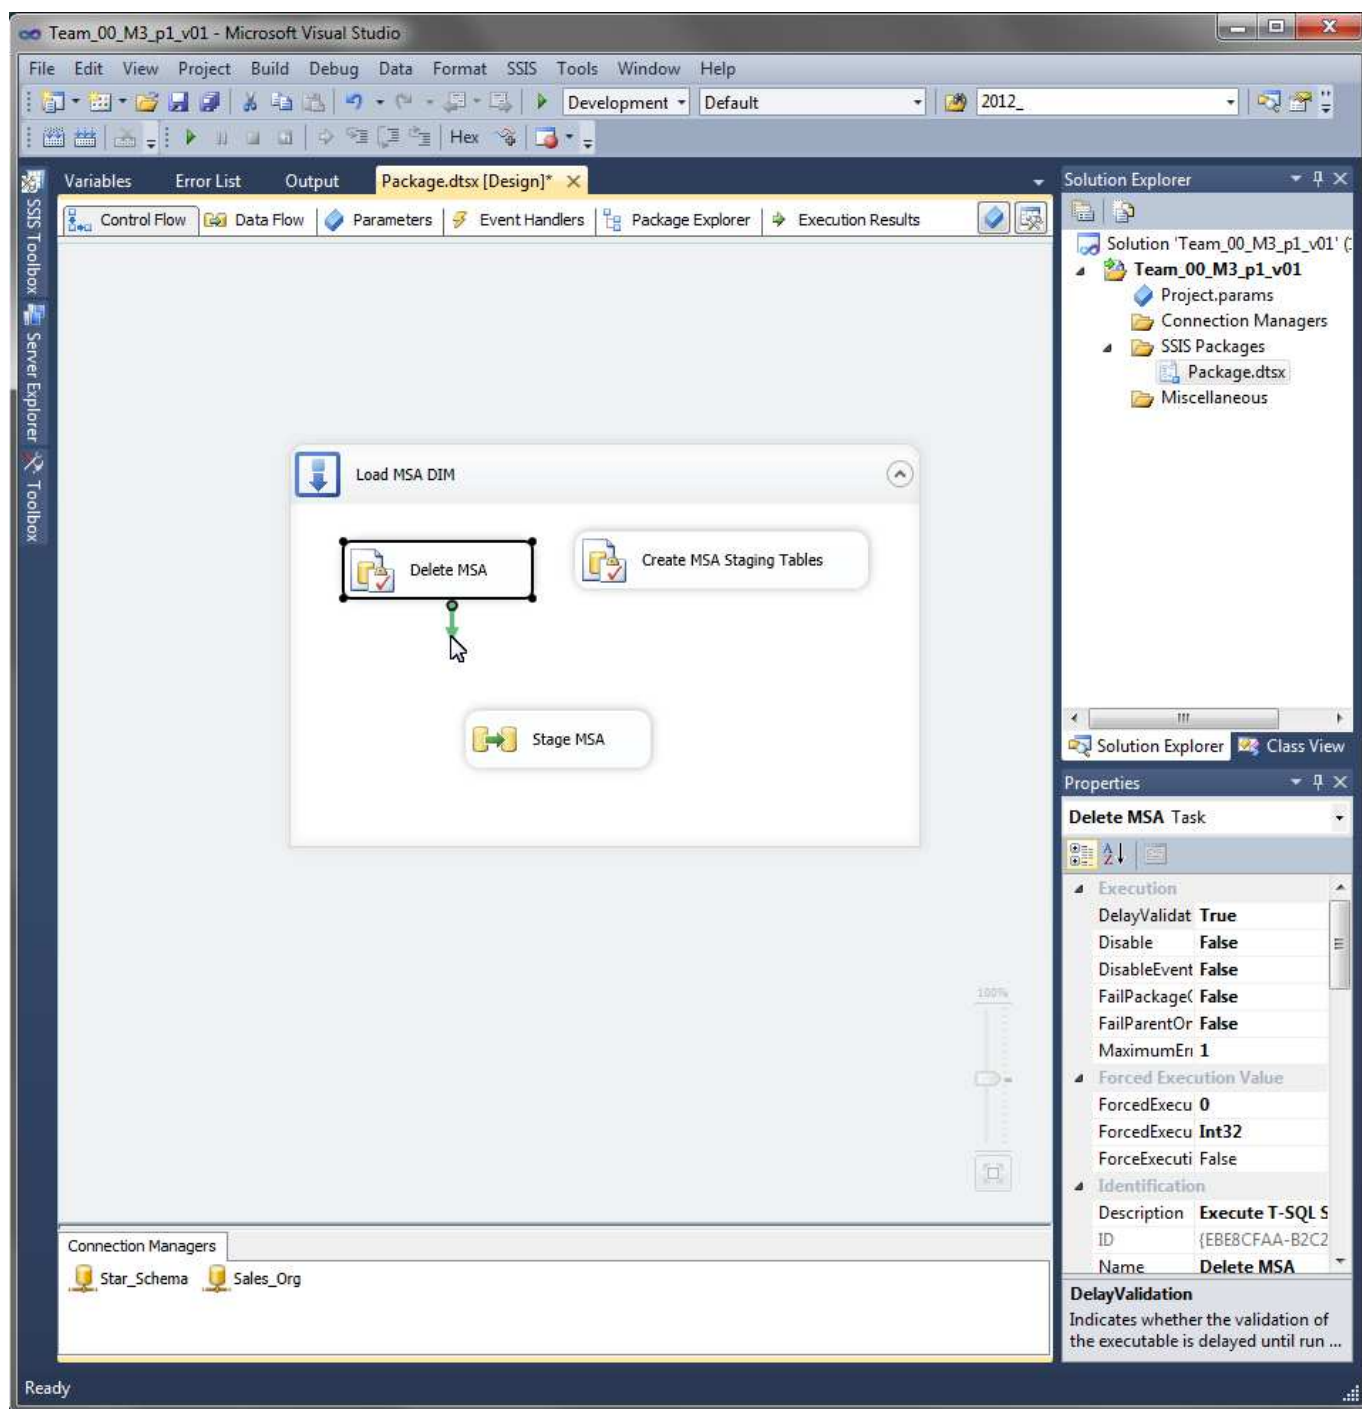 Team_00_M3_p1_v01 - Microsoft Visual Studio
File Edit View Project Build Debug Data Format SSIS Tools Window Help
Development Default 2012_
Hex
Variables Error List Output Package.dtsx [Design]*
Control Flow Data Flow Parameters Event Handlers Package Explorer Execution Results
SSIS Toolbox
Server Explorer
Toolbox
Load MSA DIM
Delete MSA
Create MSA Staging Tables
Stage MSA
100%
Connection Managers
Star_Schema Sales_Org
Solution Explorer
Solution 'Team_00_M3_p1_v01' (
Team_00_M3_p1_v01
Project.params
Connection Managers
SSIS Packages
Package.dtsx
Miscellaneous
Solution Explorer Class View
Properties
Delete MSA Task
Execution
DelayValidat True
Disable False
DisableEvent False
FailPackage( False
FailParentOr False
MaximumErr 1
Forced Execution Value
ForcedExecu 0
ForcedExecu Int32
ForceExecuti False
Identification
Description Execute T-SQL S
ID {EBE8CFAA-B2C2
Name Delete MSA
DelayValidation
Indicates whether the validation of
the executable is delayed until run ...
Ready